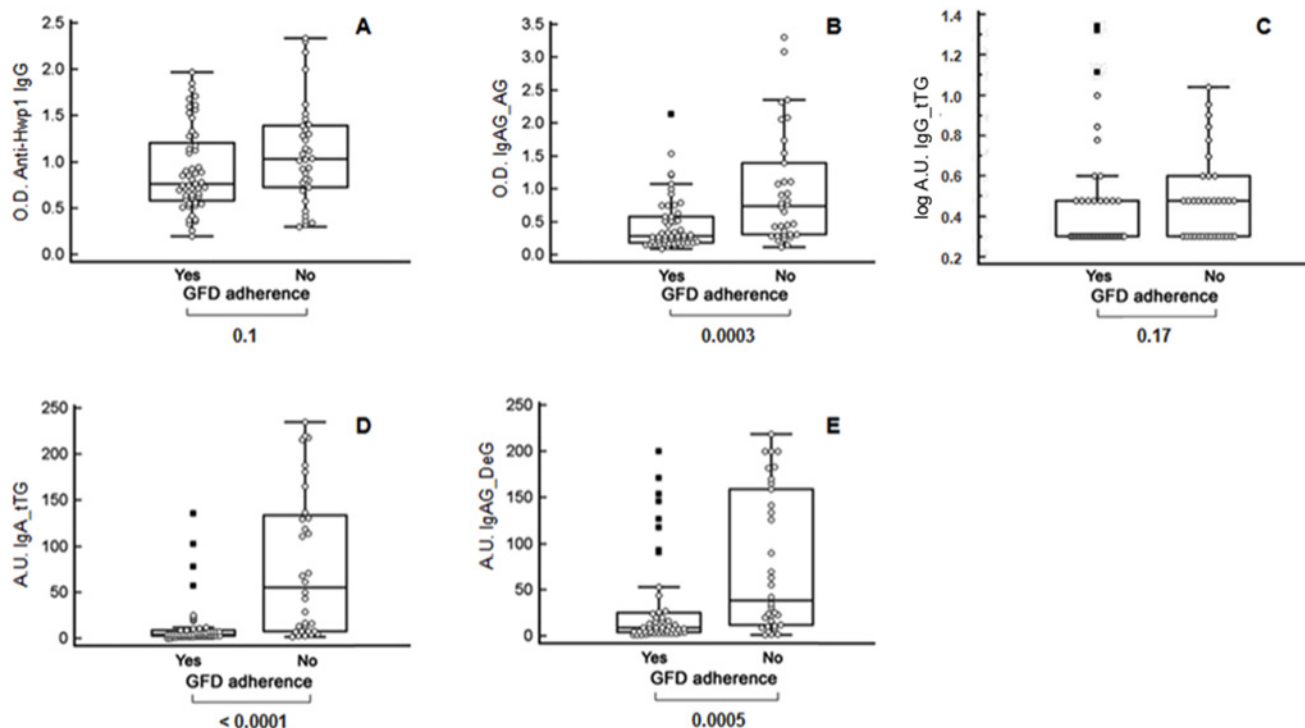 A
O.D. Anti-Hwp1 IgG
2.5
2.0
1.5
1.0
0.5
0.0
Yes No
GFD adherence
0.1
B
O.D. IgAG_AG
3.5
3.0
2.5
2.0
1.5
1.0
0.5
0.0
Yes No
GFD adherence
0.0003
C
log A.U. IgG_tTG
1.4
1.2
1.0
0.8
0.6
0.4
0.2
Yes No
GFD adherence
0.17
D
A.U. IgA_tTG
250
200
150
100
50
0
Yes No
GFD adherence
< 0.0001
E
A.U. IgAG_DeG
250
200
150
100
50
0
Yes No
GFD adherence
0.0005